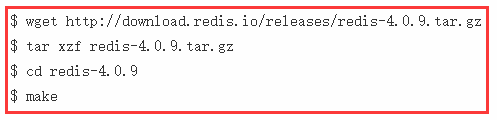 $ wget http://download.redis.io/releases/redis-4.0.9.tar.gz
$ tar xzf redis-4.0.9.tar.gz
$ cd redis-4.0.9
$ make